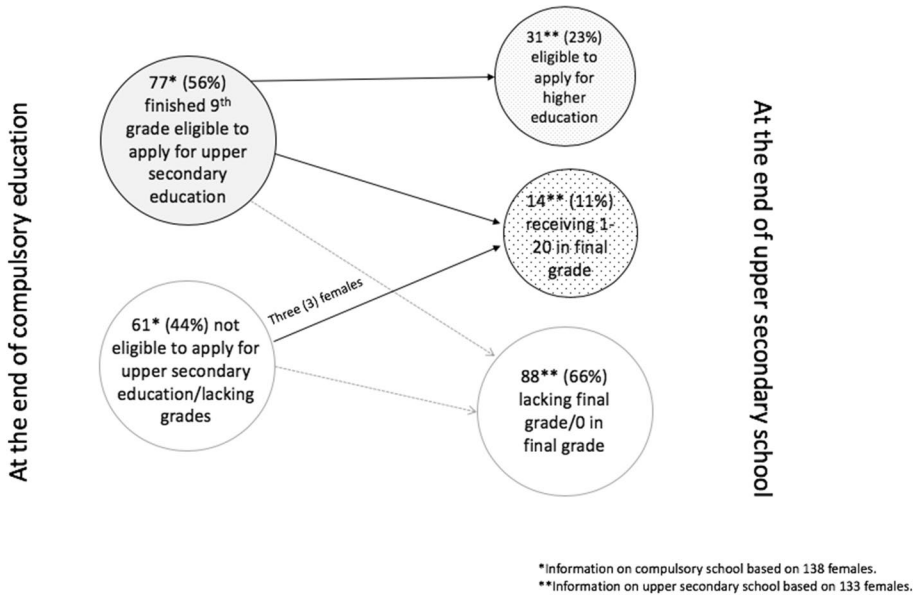 At the end of compulsory education
77* (56%)
finished 9th
grade eligible to
apply for upper
secondary
education
61* (44%) not
eligible to apply for
upper secondary
education/lacking
grades
Three (3) females
31** (23%)
eligible to
apply for
higher
education
14** (11%)
receiving 1-
20 in final
grade
88** (66%)
lacking final
grade/0 in
final grade
At the end of upper secondary school
*Information on compulsory school based on 138 females.
**Information on upper secondary school based on 133 females.